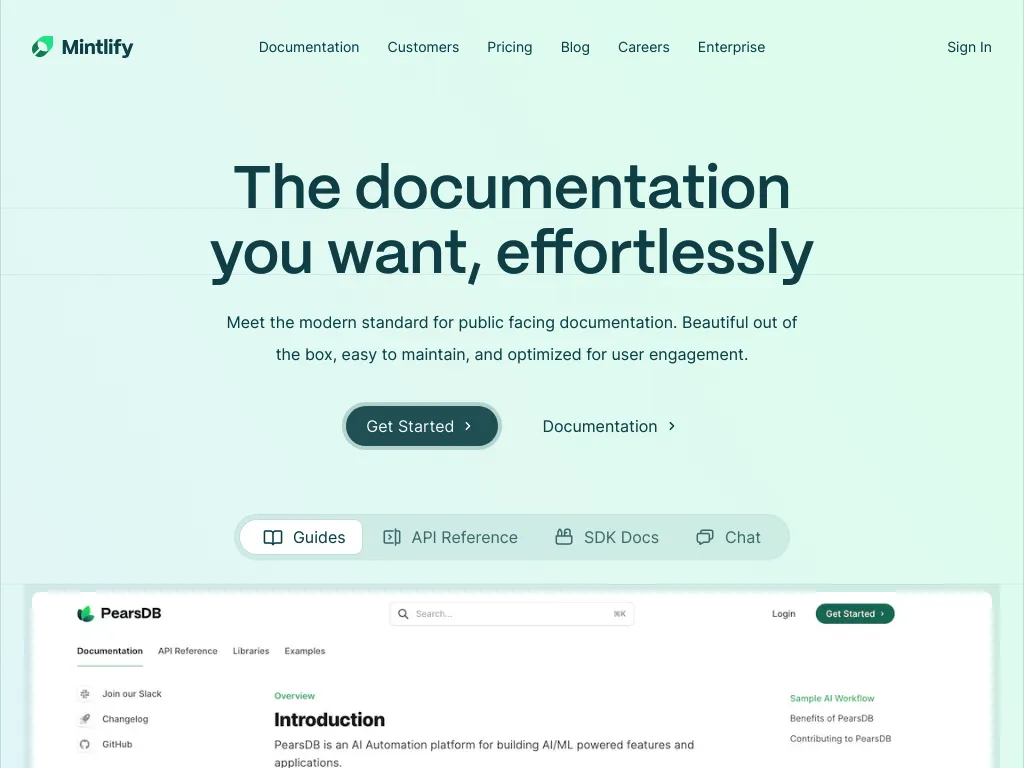 Mintlify
Documentation Customers Pricing Blog Careers Enterprise
Sign In
The documentation
you want, effortlessly
Meet the modern standard for public facing documentation. Beautiful out of
the box, easy to maintain, and optimized for user engagement.
Get Started
Documentation
Guides
API Reference
SDK Docs
Chat
PearsDB
Search...
⌘K
Login
Get Started
Documentation API Reference Libraries Examples
Join our Slack
Changelog
GitHub
Overview
Introduction
PearsDB is an AI Automation platform for building AI/ML powered features and
applications.
Sample AI Workflow
Benefits of PearsDB
Contributing to PearsDB